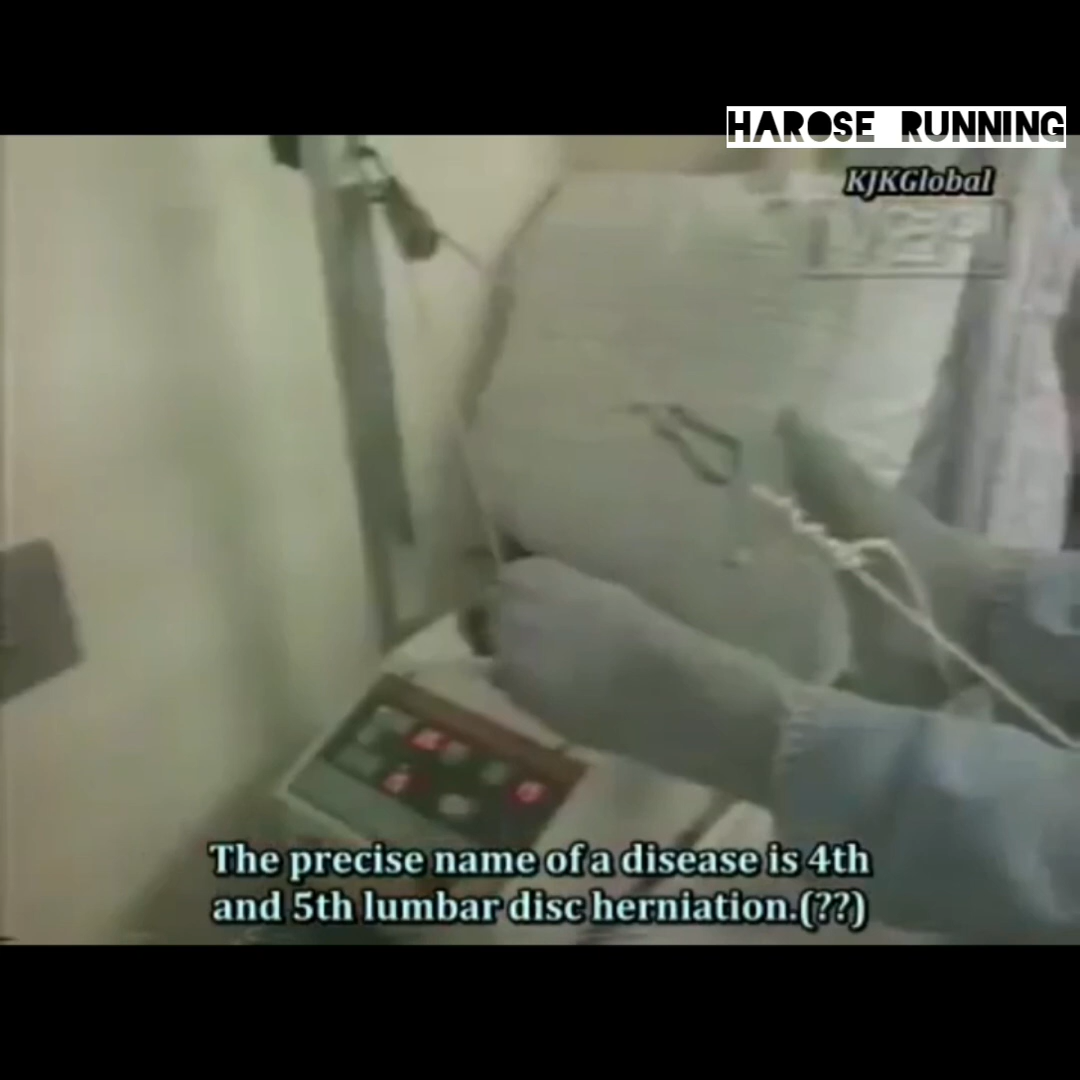 HAROSE RUNNING
KJKGlobal
The precise name of a disease is 4th
and 5th lumbar disc herniation.(??)